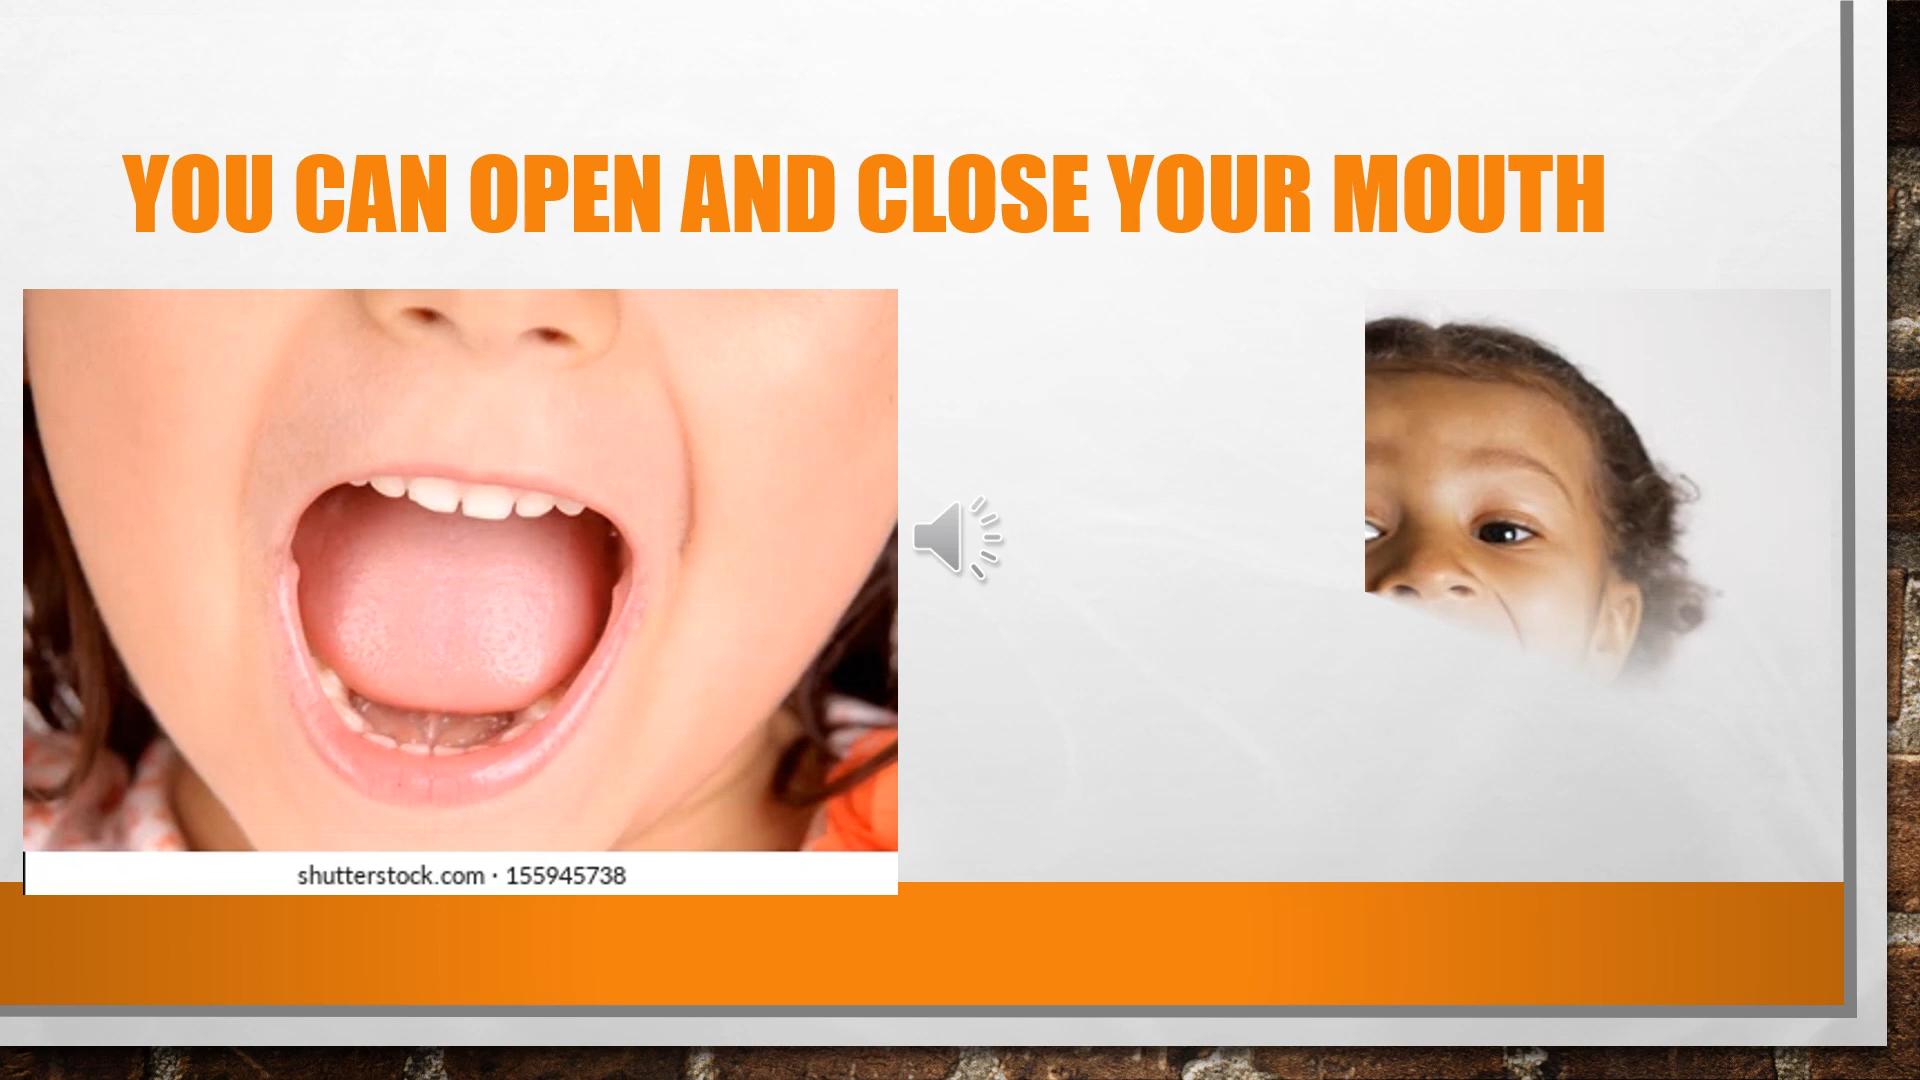 YOU CAN OPEN AND CLOSE YOUR MOUTH
shutterstock.com · 155945738